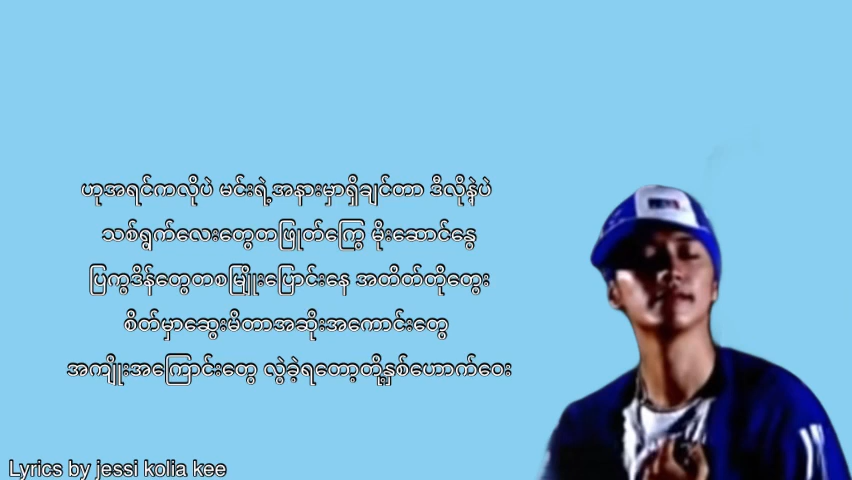 ဟုအရင်ကလိုပဲ မင်းရဲ့အနားမှာရှိချင်တာ ဒီလိုနဲ့ပဲ
သစ်ရွက်လေးတွေတဖြုတ်ကြွေ မိုးဆောင်နွေ
ပြက္ခဒိန်တွေတစမြျိုးပြောင်းနေ အတိတ်တိုတွေး
စိတ်မှာဆွေးမိတာအဆိုးအကောင်းတွေ
အကျိုးအကြောင်းတွေ လွဲခဲ့ရတော့တို့နှစ်ဟောက်ဝေး
Lyrics by jessi kolia kee